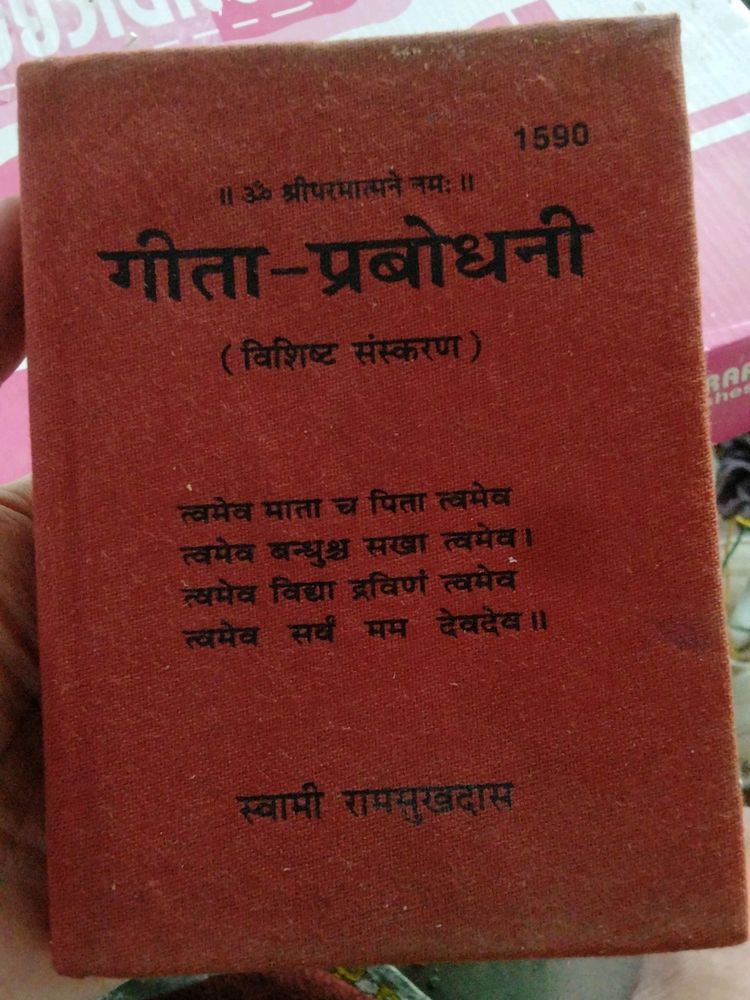 1590
॥ ॐ श्रीपरमात्मने नमः ॥
गीता-प्रबोधनी
( विशिष्ट संस्करण )
त्वमेव माता च पिता त्वमेव
त्वमेव बन्धुश्च सखा त्वमेव।
त्वमेव विद्या द्रविणं त्वमेव
त्वमेव सर्वं मम देवदेव॥
स्वामी रामसुखदास